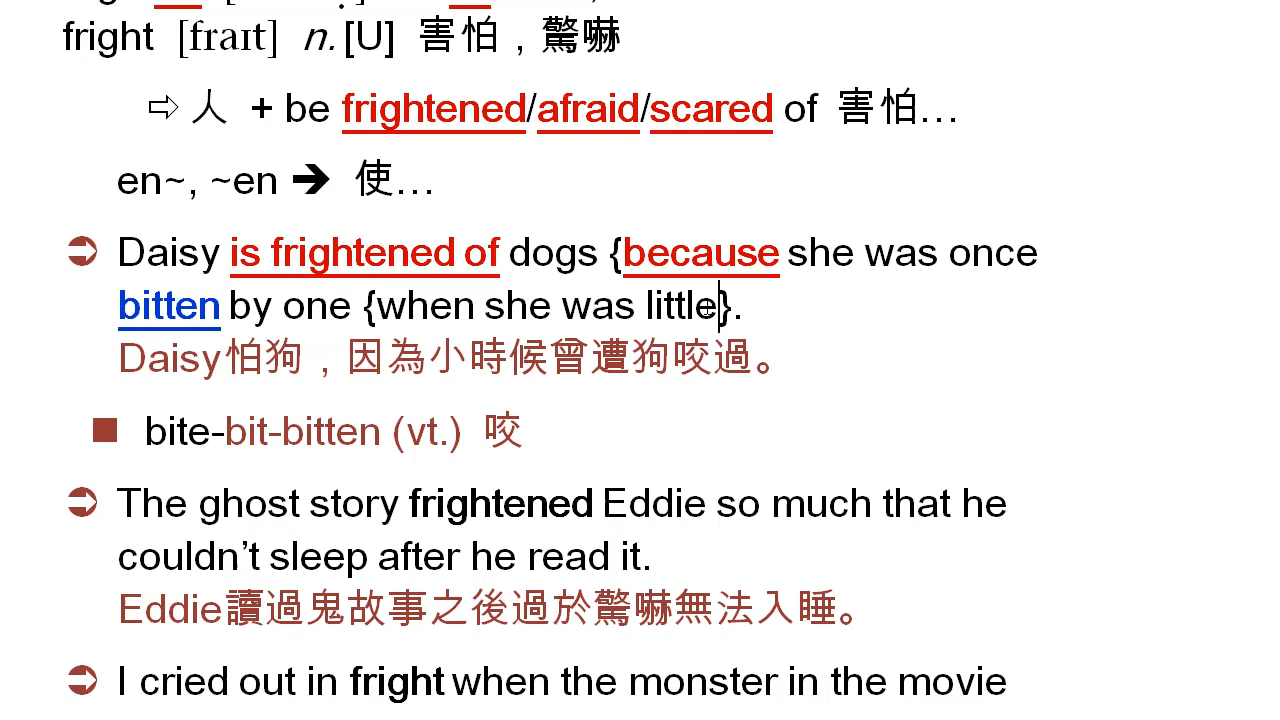 fright [fraɪt] n. [U] 害怕，驚嚇
⇨ 人 + be frightened/afraid/scared of 害怕…
en~, ~en ➔ 使…
➲ Daisy is frightened of dogs {because she was once
bitten by one {when she was little}.
Daisy怕狗，因為小時候曾遭狗咬過。
■ bite-bit-bitten (vt.) 咬
➲ The ghost story frightened Eddie so much that he
couldn’t sleep after he read it.
Eddie讀過鬼故事之後過於驚嚇無法入睡。
➲ I cried out in fright when the monster in the movie